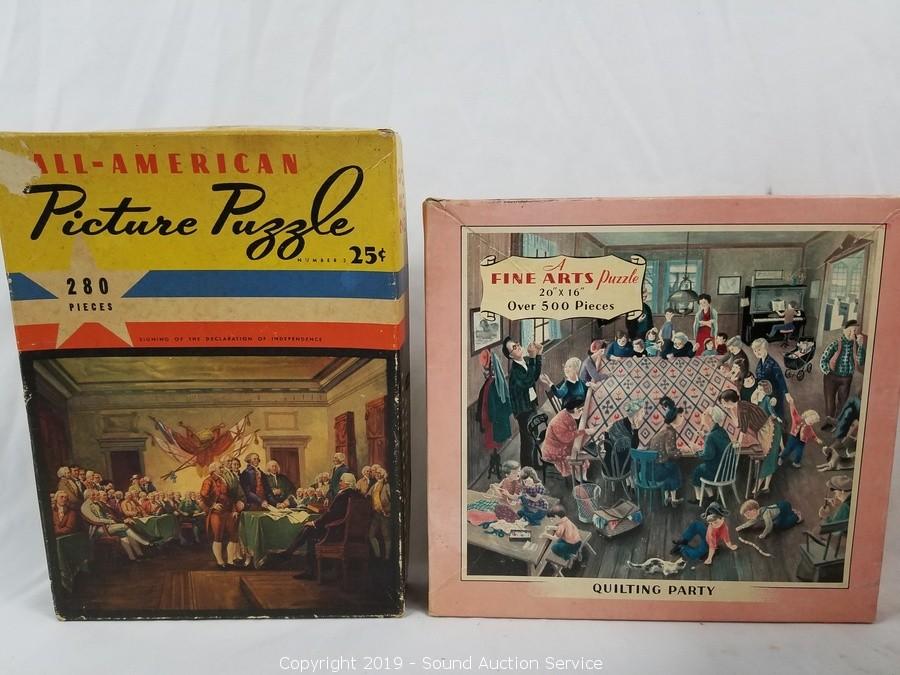 ALL-AMERICAN
Picture Puzzle
NUMBER 2 25¢
280
PIECES
SIGNING OF THE DECLARATION OF INDEPENDENCE
A
FINE ARTS Puzzle
20" X 16"
Over 500 Pieces
QUILTING PARTY
Copyright 2019 - Sound Auction Service